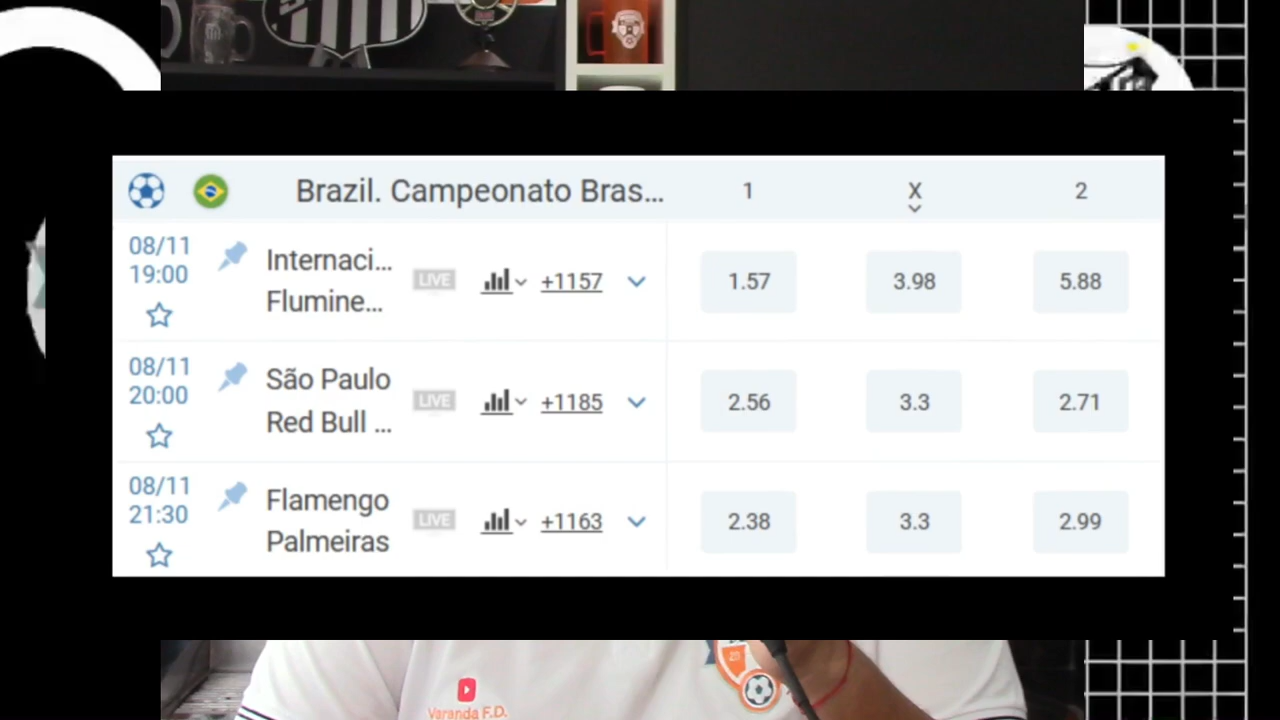 Brazil. Campeonato Bras... 1 X 2
08/11
19:00
Internaci...
Flumine...
LIVE +1157 1.57 3.98 5.88
08/11
20:00
São Paulo
Red Bull ...
LIVE +1185 2.56 3.3 2.71
08/11
21:30
Flamengo
Palmeiras
LIVE +1163 2.38 3.3 2.99
Varanda F.D.